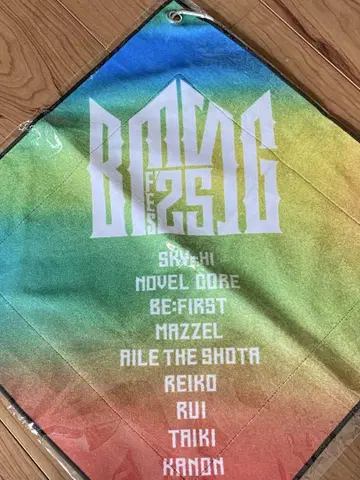 BMSG
FES'25
SKY-HI
NOVEL CORE
BE:FIRST
MAZZEL
AILE THE SHOTA
REIKO
RUI
TAIKI
KANON